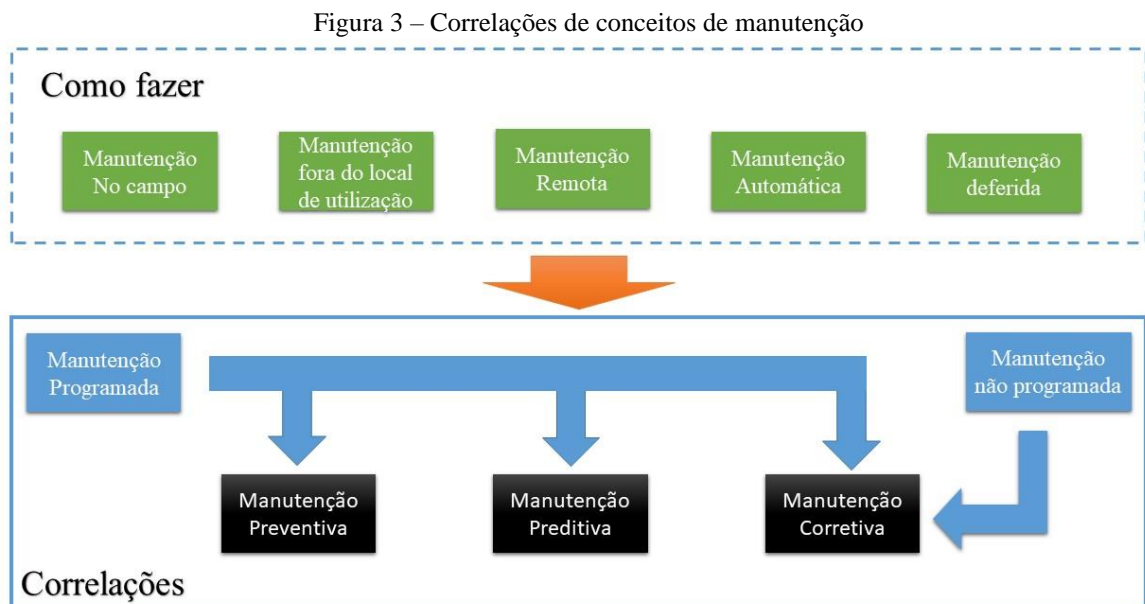 Figura 3 – Correlações de conceitos de manutenção
Como fazer
Manutenção
No campo
Manutenção
fora do local
de utilização
Manutenção
Remota
Manutenção
Automática
Manutenção
deferida
Manutenção
Programada
Manutenção
não programada
Manutenção
Preventiva
Manutenção
Preditiva
Manutenção
Corretiva
Correlações